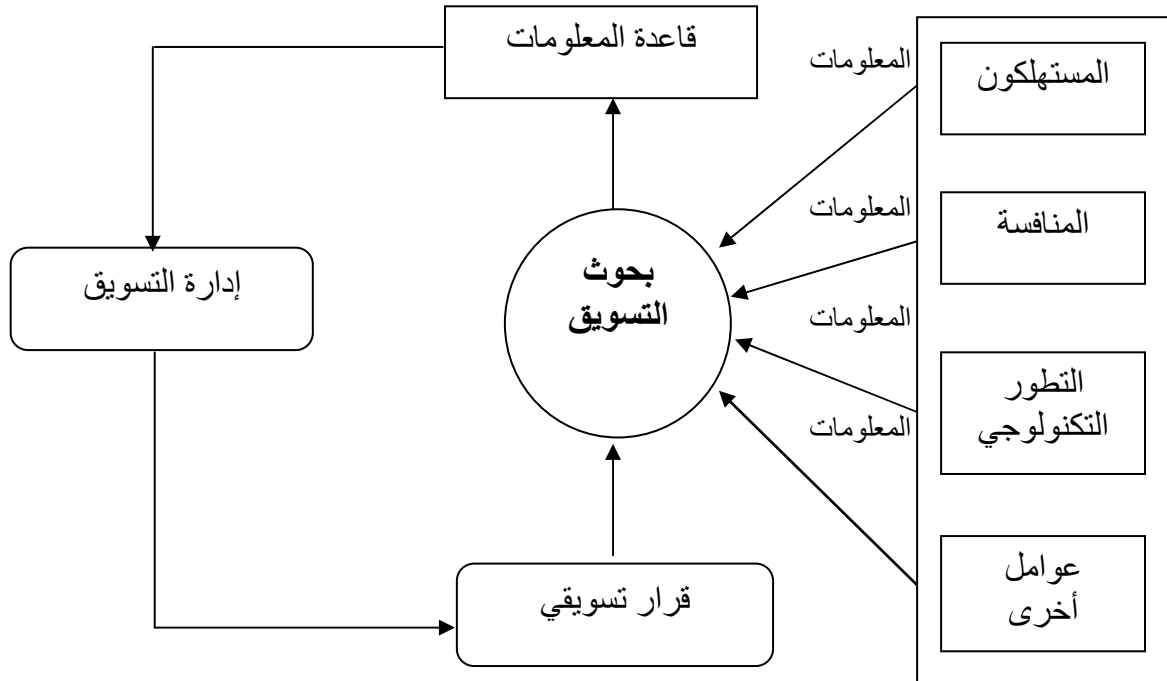 قاعدة المعلومات
المعلومات
المستهلكون
المعلومات
المنافسة
بحوث
التسويق
إدارة التسويق
المعلومات
التطور
التكنولوجي
المعلومات
عوامل
أخرى
قرار تسويقي